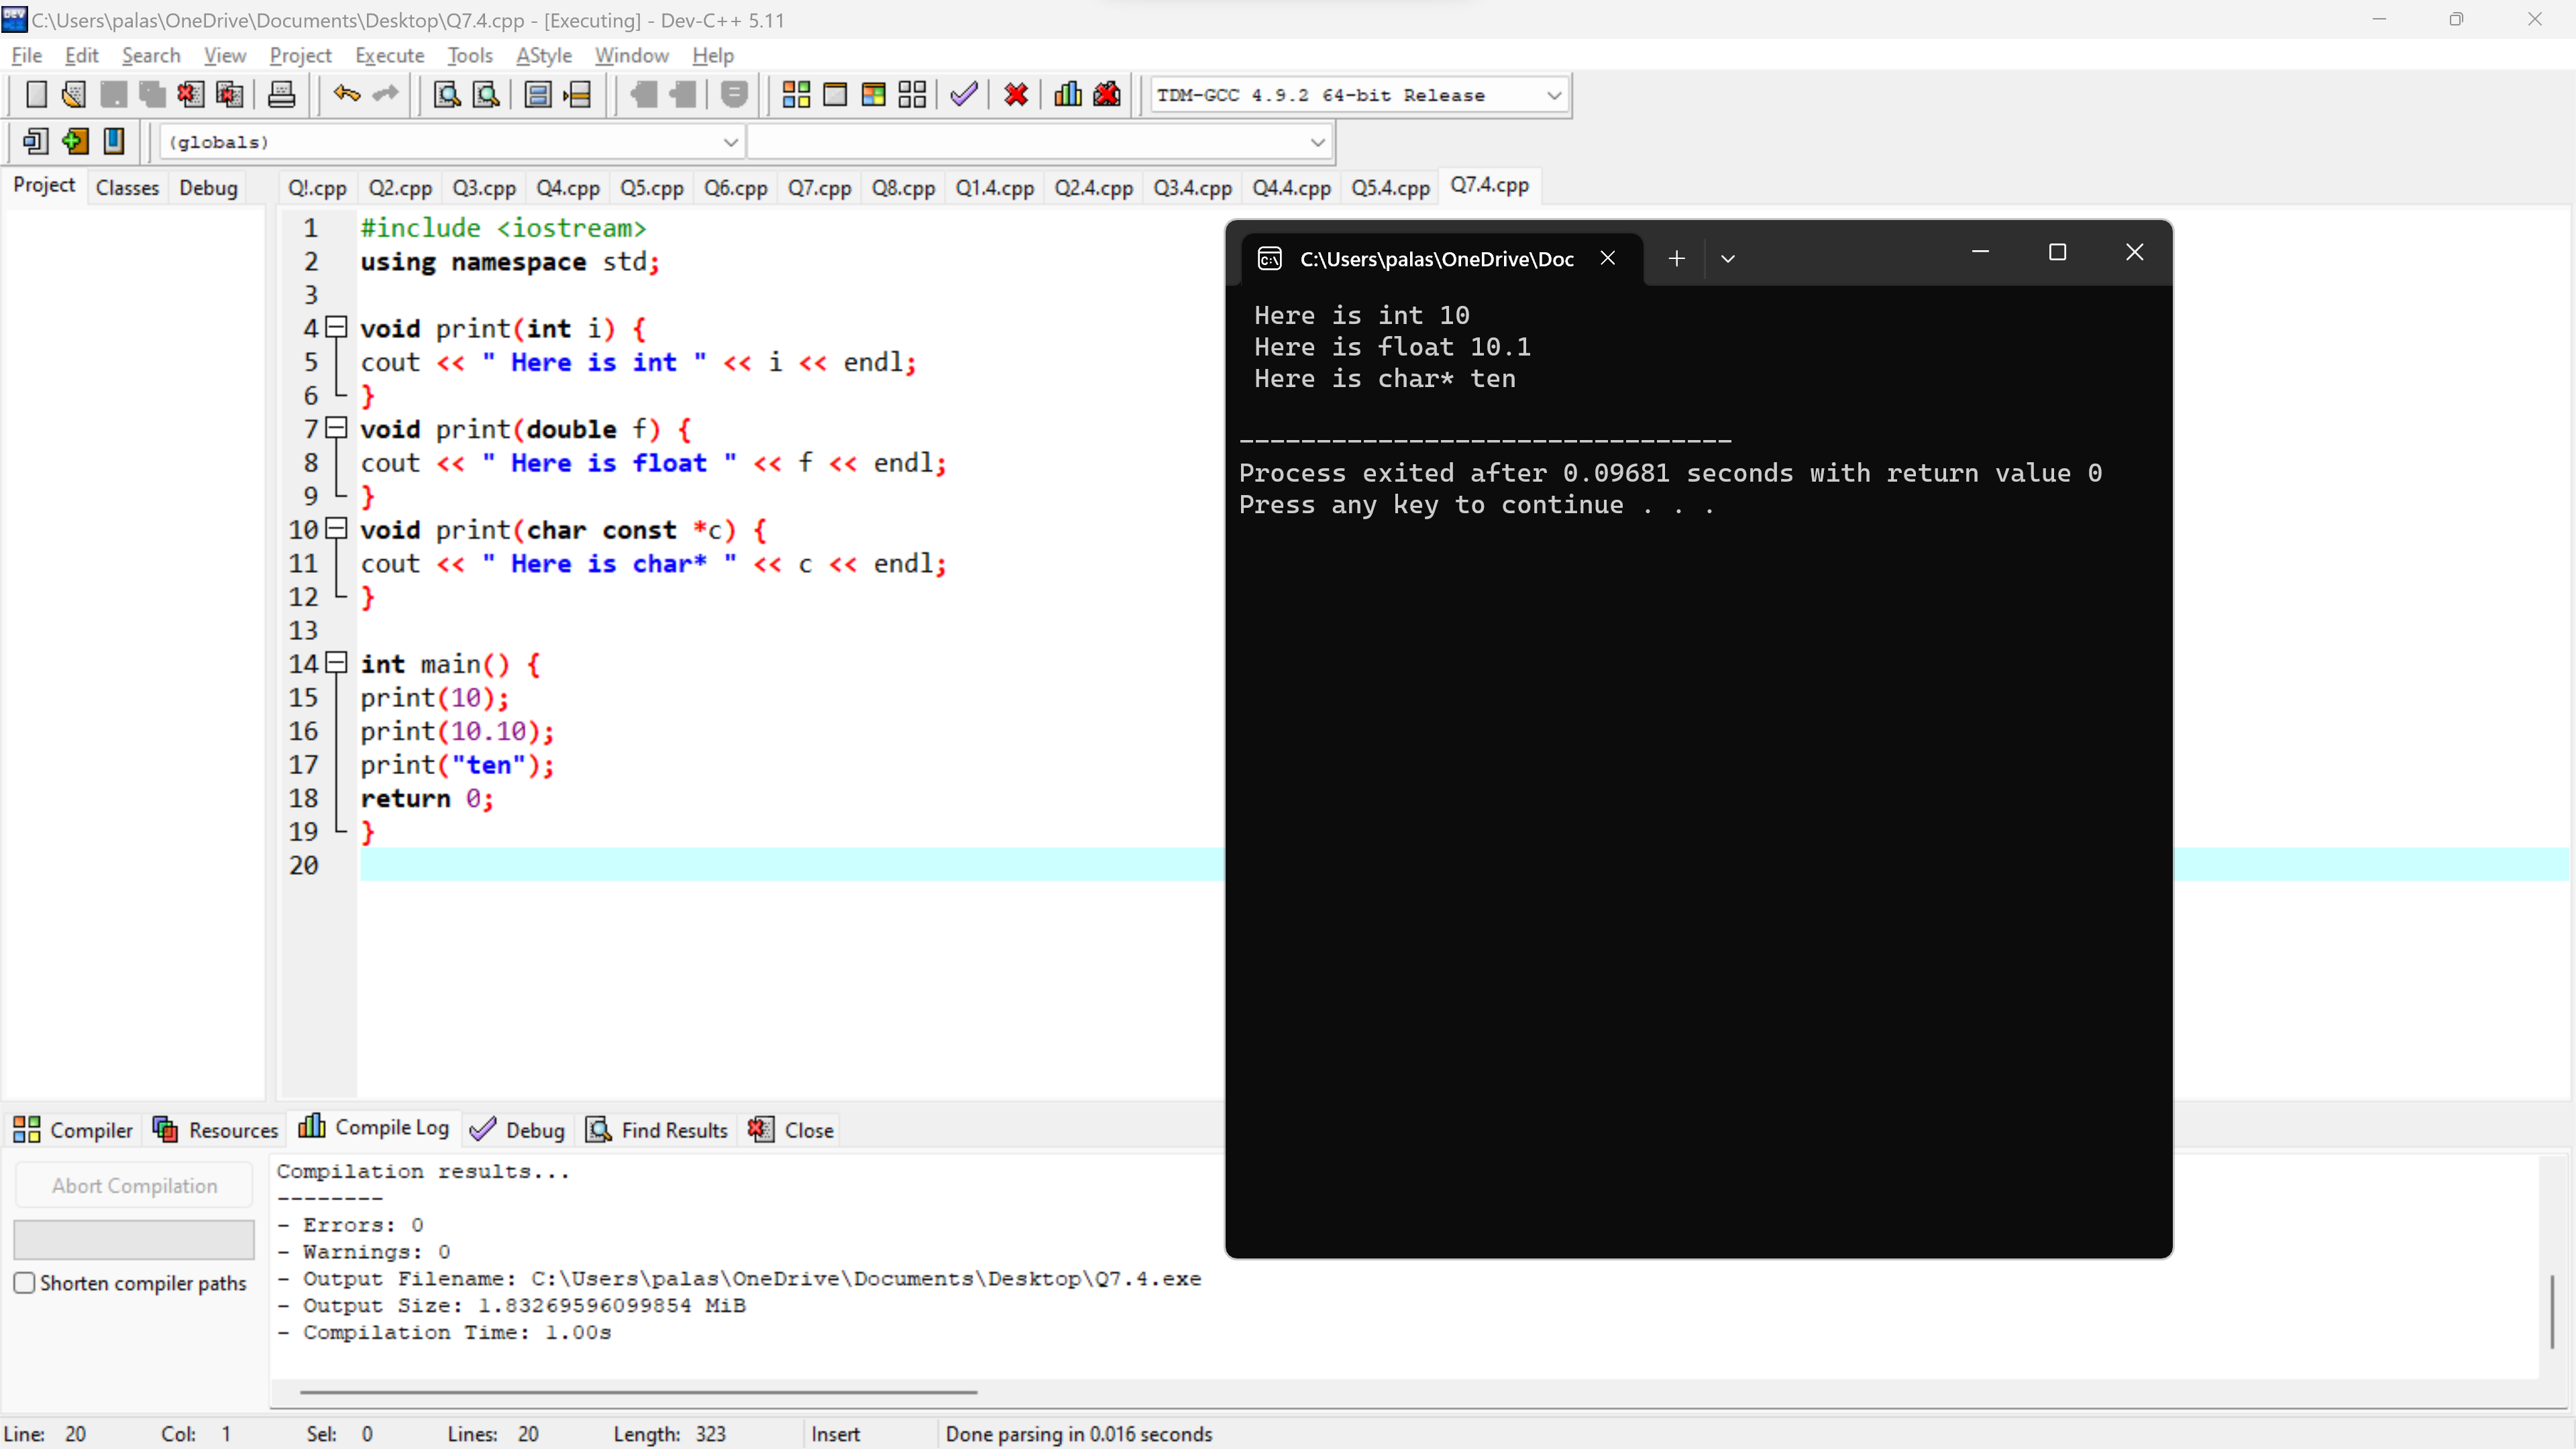 C:\Users\palas\OneDrive\Documents\Desktop\Q7.4.cpp - [Executing] - Dev-C++ 5.11
File Edit Search View Project Execute Tools AStyle Window Help
TDM-GCC 4.9.2 64-bit Release
(globals)
Project Classes Debug
Q!.cpp Q2.cpp Q3.cpp Q4.cpp Q5.cpp Q6.cpp Q7.cpp Q8.cpp Q1.4.cpp Q2.4.cpp Q3.4.cpp Q4.4.cpp Q5.4.cpp Q7.4.cpp
1 #include <iostream>
2 using namespace std;
3
4 void print(int i) {
5 cout << " Here is int " << i << endl;
6 }
7 void print(double f) {
8 cout << " Here is float " << f << endl;
9 }
10 void print(char const *c) {
11 cout << " Here is char* " << c << endl;
12 }
13
14 int main() {
15 print(10);
16 print(10.10);
17 print("ten");
18 return 0;
19 }
20
C:\Users\palas\OneDrive\Doc
Here is int 10
Here is float 10.1
Here is char* ten
--------------------------------
Process exited after 0.09681 seconds with return value 0
Press any key to continue . . .
Compiler Resources Compile Log Debug Find Results Close
Abort Compilation
Shorten compiler paths
Compilation results...
--------
- Errors: 0
- Warnings: 0
- Output Filename: C:\Users\palas\OneDrive\Documents\Desktop\Q7.4.exe
- Output Size: 1.83269596099854 MiB
- Compilation Time: 1.00s
Line: 20 Col: 1 Sel: 0 Lines: 20 Length: 323 Insert Done parsing in 0.016 seconds